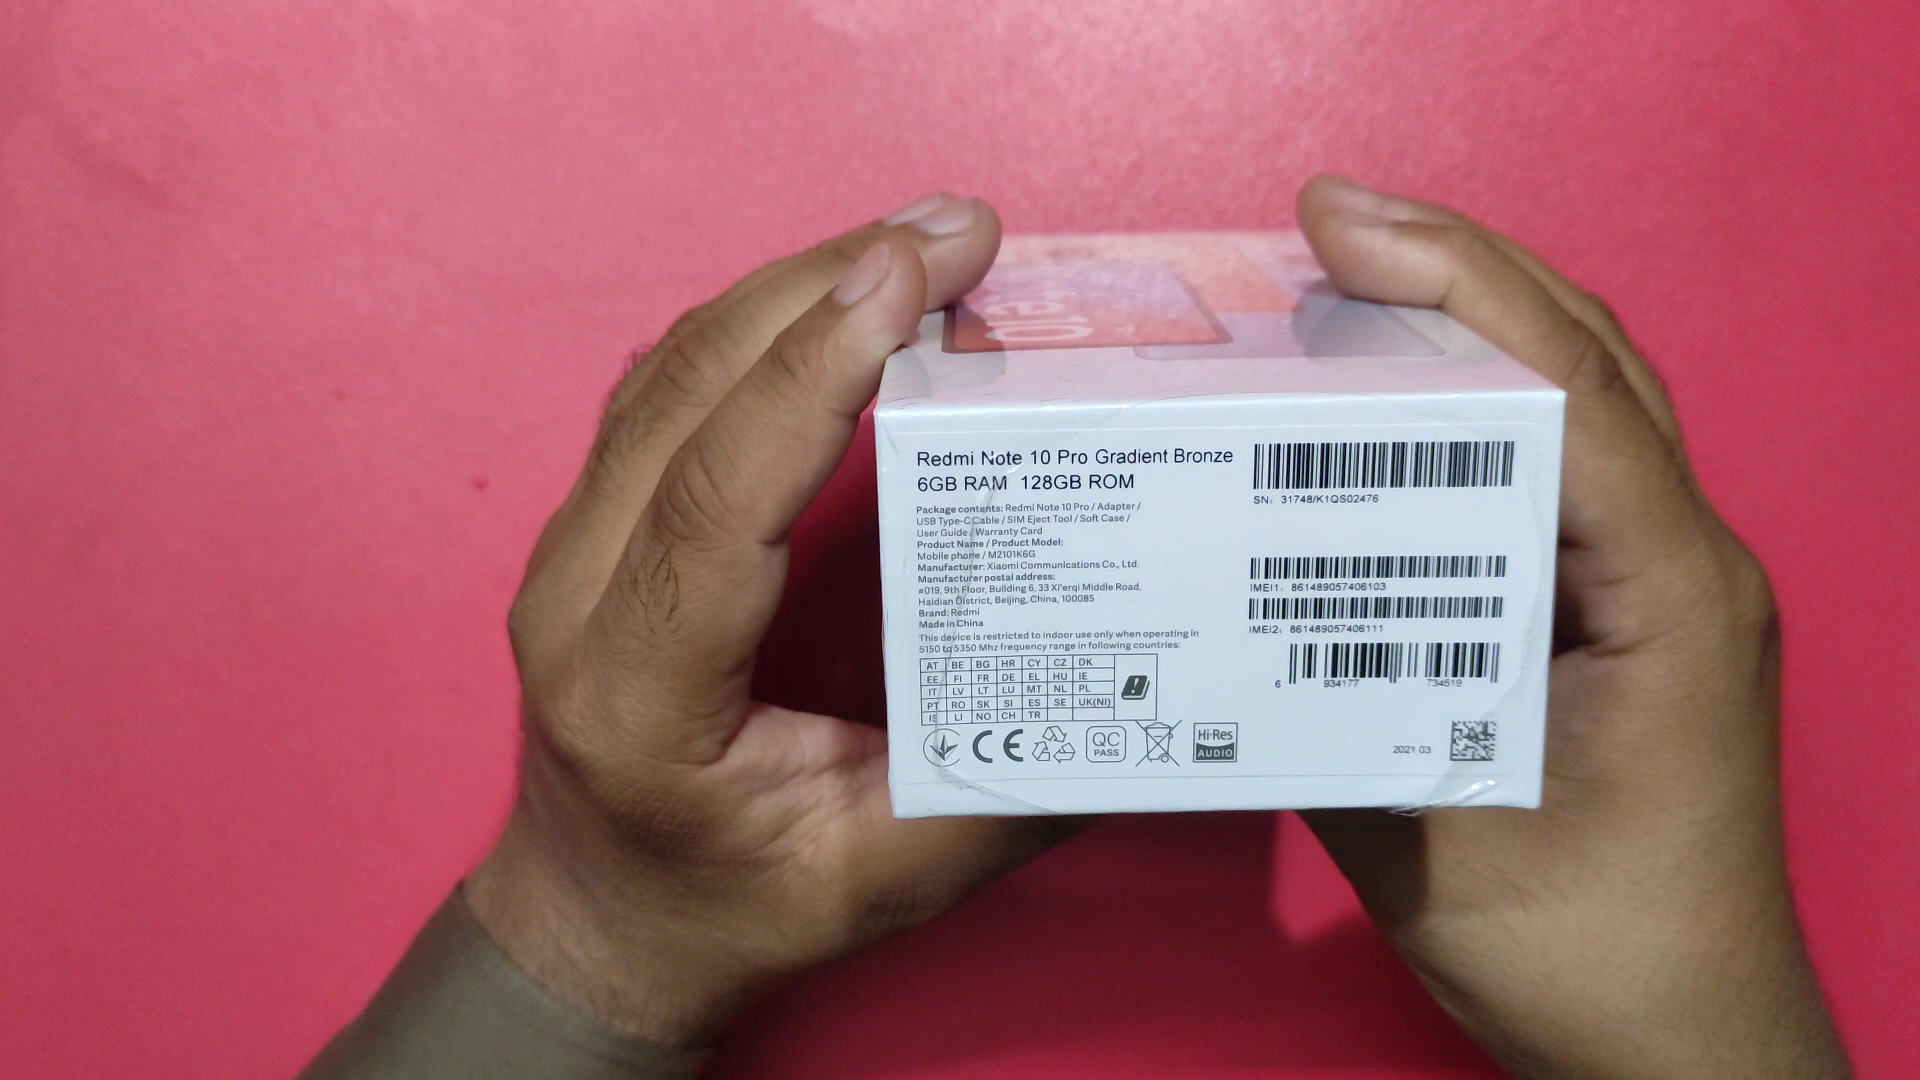 Redmi Note 10 Pro Gradient Bronze
6GB RAM 128GB ROM
Package contents: Redmi Note 10 Pro / Adapter /
USB Type-C Cable / SIM Eject Tool / Soft Case /
User Guide / Warranty Card
Product Name / Product Model:
Mobile phone / M2101K6G
Manufacturer: Xiaomi Communications Co., Ltd.
Manufacturer postal address:
#019, 9th Floor, Building 6, 33 Xi'erqi Middle Road,
Haidian District, Beijing, China, 100085
Brand: Redmi
Made in China
This device is restricted to indoor use only when operating in
5150 to 5350 Mhz frequency range in following countries:
AT BE BG HR CY CZ DK
EE FI FR DE EL HU IE
IT LV LT LU MT NL PL
PT RO SK SI ES SE UK(NI)
IS LI NO CH TR
CE
QC
PASS
Hi-Res
AUDIO
SN: 31748/K1QS02476
IMEI1: 861489057406103
IMEI2: 861489057406111
6 934177 734519
2021.03
10